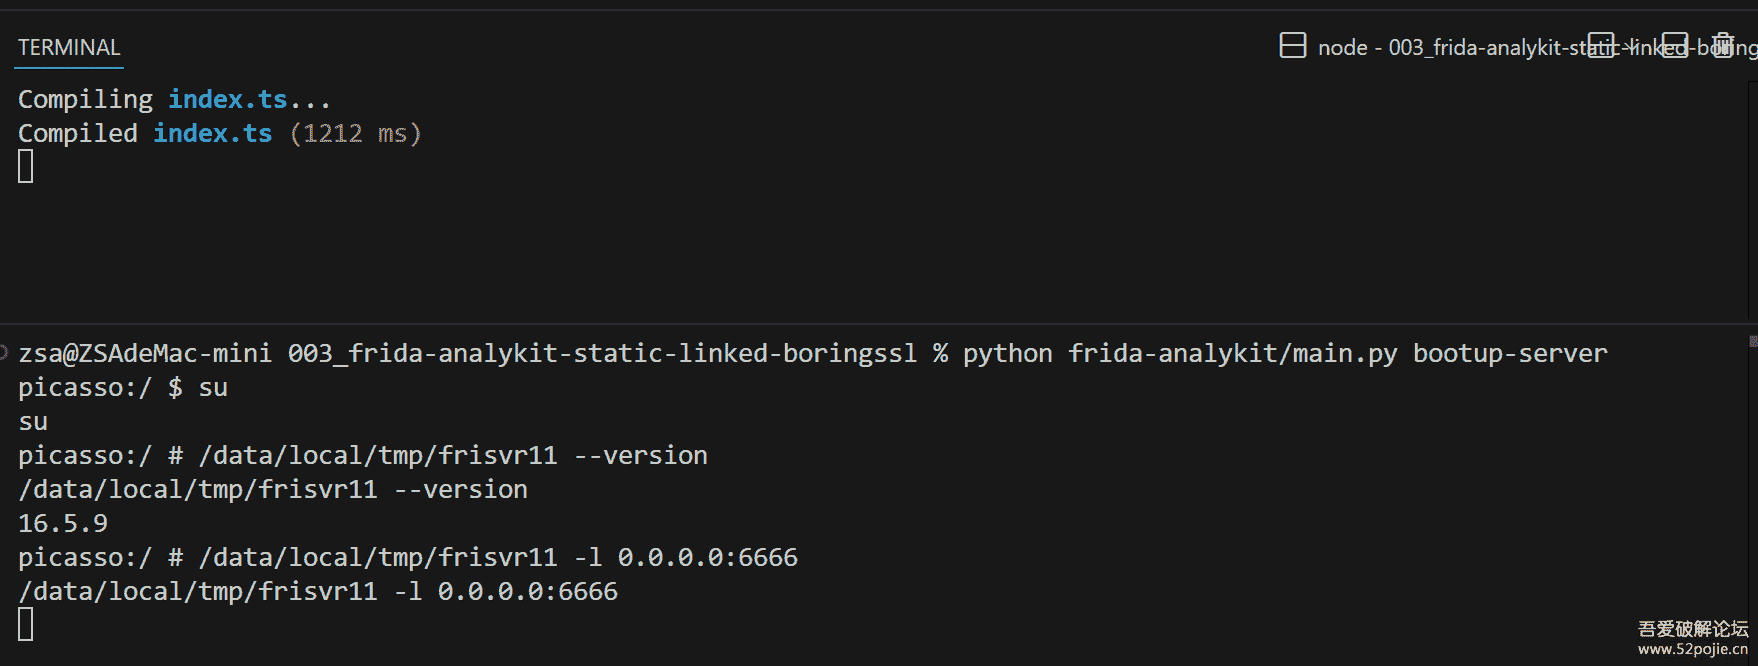 TERMINAL
node - 003_frida-analykit-static-linked-boring
Compiling index.ts...
Compiled index.ts (1212 ms)
zsa@ZSAdeMac-mini 003_frida-analykit-static-linked-boringssl % python frida-analykit/main.py bootup-server
picasso:/ $ su
su
picasso:/ # /data/local/tmp/frisvr11 --version
/data/local/tmp/frisvr11 --version
16.5.9
picasso:/ # /data/local/tmp/frisvr11 -l 0.0.0.0:6666
/data/local/tmp/frisvr11 -l 0.0.0.0:6666
吾爱破解论坛
www.52pojie.cn